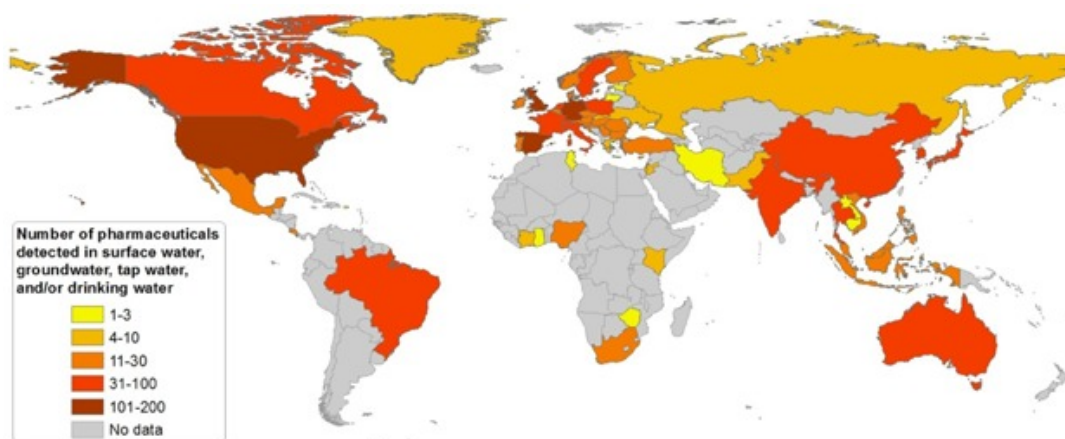 Number of pharmaceuticals
detected in surface water,
groundwater, tap water,
and/or drinking water
1-3
4-10
11-30
31-100
101-200
No data